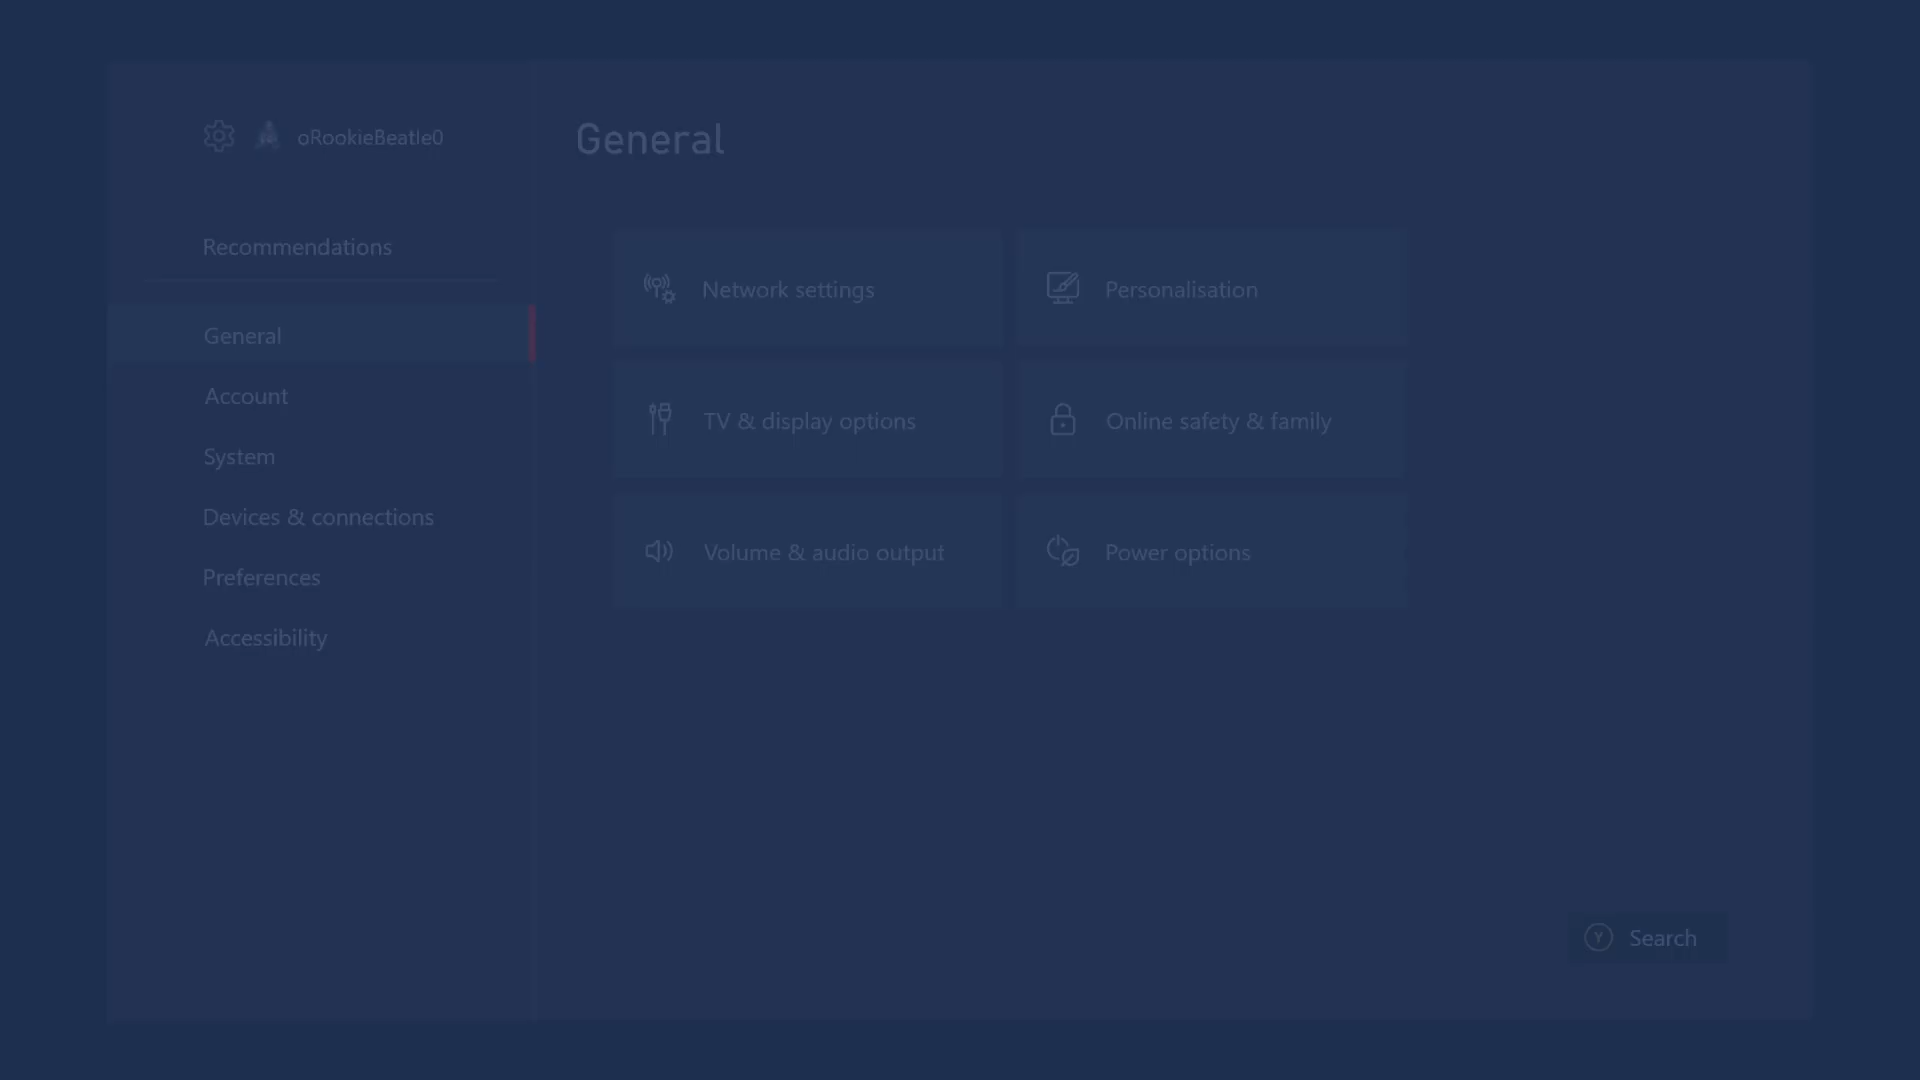 oRookieBeatle0
Recommendations
General
Account
System
Devices & connections
Preferences
Accessibility
General
Network settings
Personalisation
TV & display options
Online safety & family
Volume & audio output
Power options
Y Search